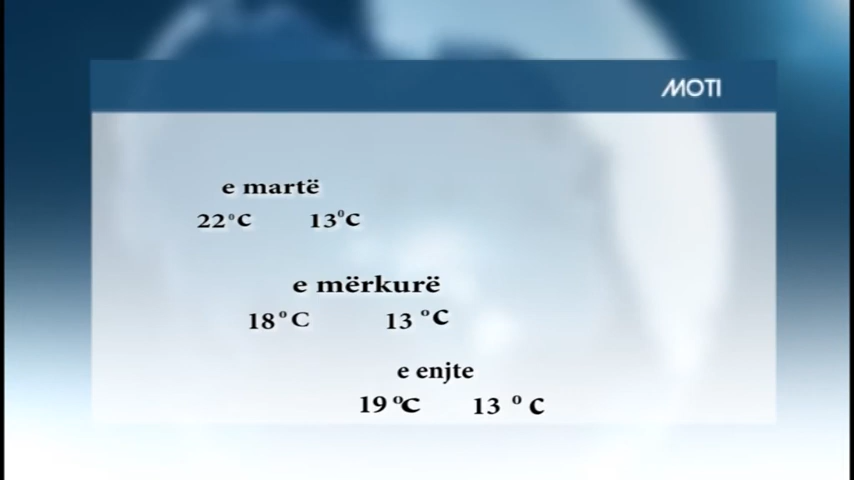 MOTI
e martë
22°C 13°C
e mërkurë
18°C 13 °C
e enjte
19°C 13 ° C